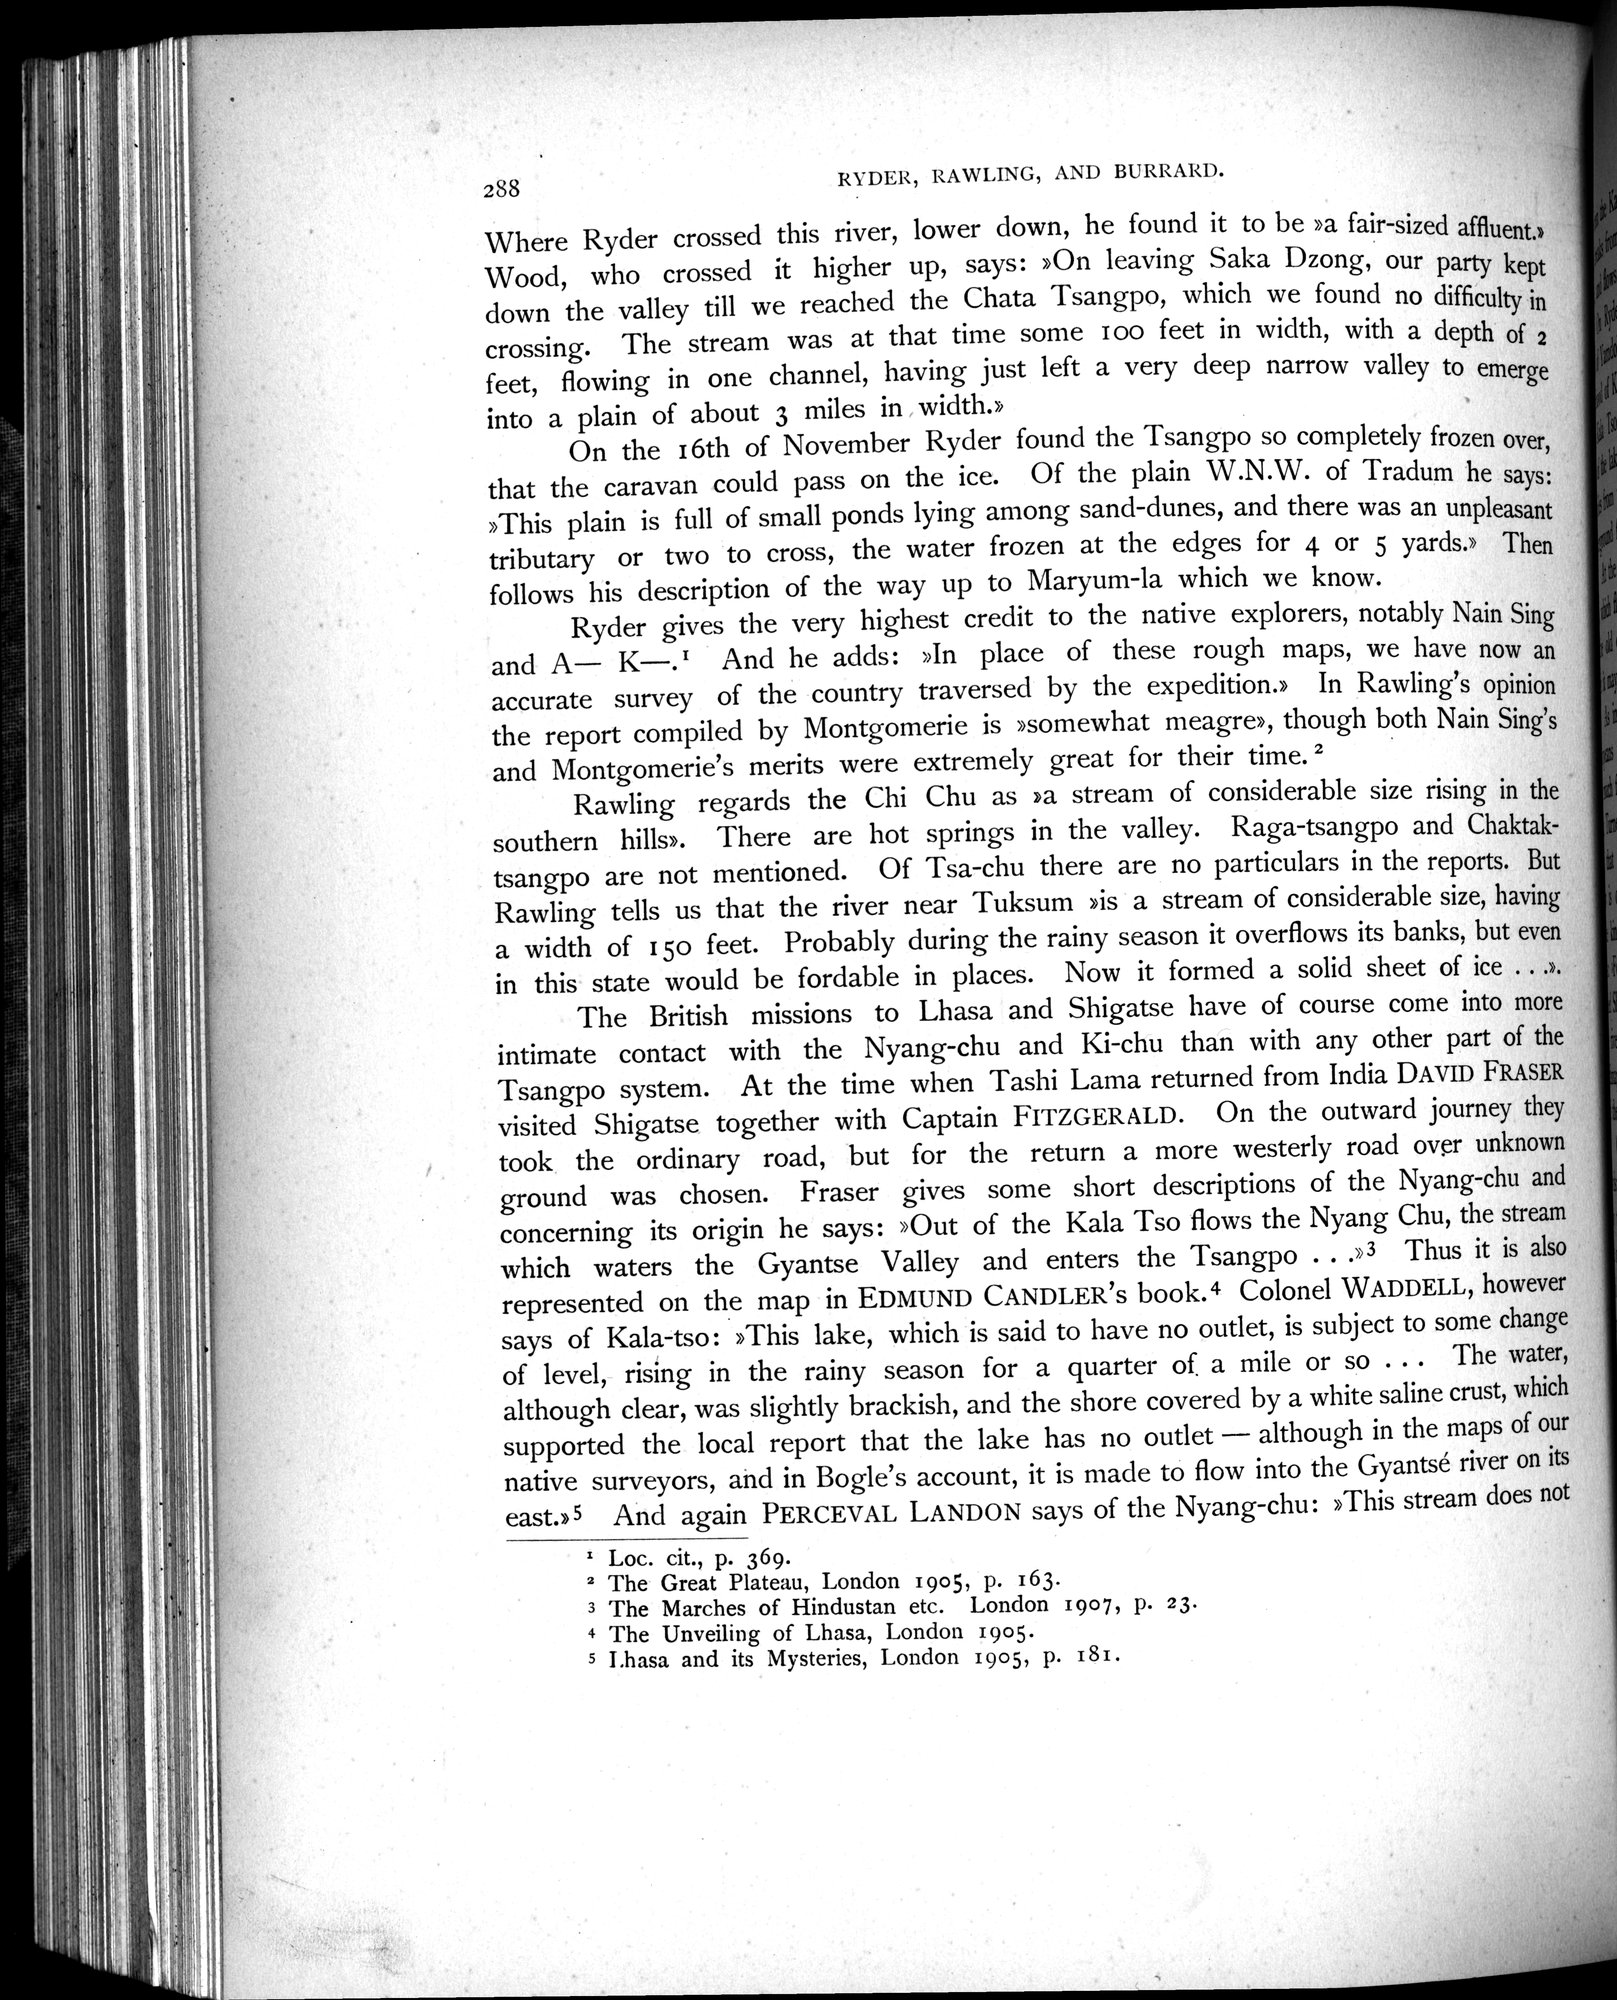 288
RYDER, RAWLING, AND BURRARD.
Where Ryder crossed this river, lower down, he found it to be »a fair-sized affluent.»
Wood, who crossed it higher up, says: »On leaving Saka Dzong, our party kept
down the valley till we reached the Chata Tsangpo, which we found no difficulty in
crossing. The stream was at that time some 100 feet in width, with a depth of 2
feet, flowing in one channel, having just left a very deep narrow valley to emerge
into a plain of about 3 miles in width.»
On the 16th of November Ryder found the Tsangpo so completely frozen over,
that the caravan could pass on the ice. Of the plain W.N.W. of Tradum he says:
»This plain is full of small ponds lying among sand-dunes, and there was an unpleasant
tributary or two to cross, the water frozen at the edges for 4 or 5 yards.» Then
follows his description of the way up to Maryum-la which we know.
Ryder gives the very highest credit to the native explorers, notably Nain Sing
and A— K—.¹ And he adds: »In place of these rough maps, we have now an
accurate survey of the country traversed by the expedition.» In Rawling's opinion
the report compiled by Montgomerie is »somewhat meagre», though both Nain Sing's
and Montgomerie's merits were extremely great for their time.²
Rawling regards the Chi Chu as »a stream of considerable size rising in the
southern hills». There are hot springs in the valley. Raga-tsangpo and Chaktak-
tsangpo are not mentioned. Of Tsa-chu there are no particulars in the reports. But
Rawling tells us that the river near Tuksum »is a stream of considerable size, having
a width of 150 feet. Probably during the rainy season it overflows its banks, but even
in this state would be fordable in places. Now it formed a solid sheet of ice . . .».
The British missions to Lhasa and Shigatse have of course come into more
intimate contact with the Nyang-chu and Ki-chu than with any other part of the
Tsangpo system. At the time when Tashi Lama returned from India DAVID FRASER
visited Shigatse together with Captain FITZGERALD. On the outward journey they
took the ordinary road, but for the return a more westerly road over unknown
ground was chosen. Fraser gives some short descriptions of the Nyang-chu and
concerning its origin he says: »Out of the Kala Tso flows the Nyang Chu, the stream
which waters the Gyantse Valley and enters the Tsangpo . . .»³ Thus it is also
represented on the map in EDMUND CANDLER's book.⁴ Colonel WADDELL, however
says of Kala-tso: »This lake, which is said to have no outlet, is subject to some change
of level, rising in the rainy season for a quarter of a mile or so . . . The water,
although clear, was slightly brackish, and the shore covered by a white saline crust, which
supported the local report that the lake has no outlet — although in the maps of our
native surveyors, and in Bogle's account, it is made to flow into the Gyantsé river on its
east.»⁵ And again PERCEVAL LANDON says of the Nyang-chu: »This stream does not
¹ Loc. cit., p. 369.
² The Great Plateau, London 1905, p. 163.
³ The Marches of Hindustan etc. London 1907, p. 23.
⁴ The Unveiling of Lhasa, London 1905.
⁵ Lhasa and its Mysteries, London 1905, p. 181.